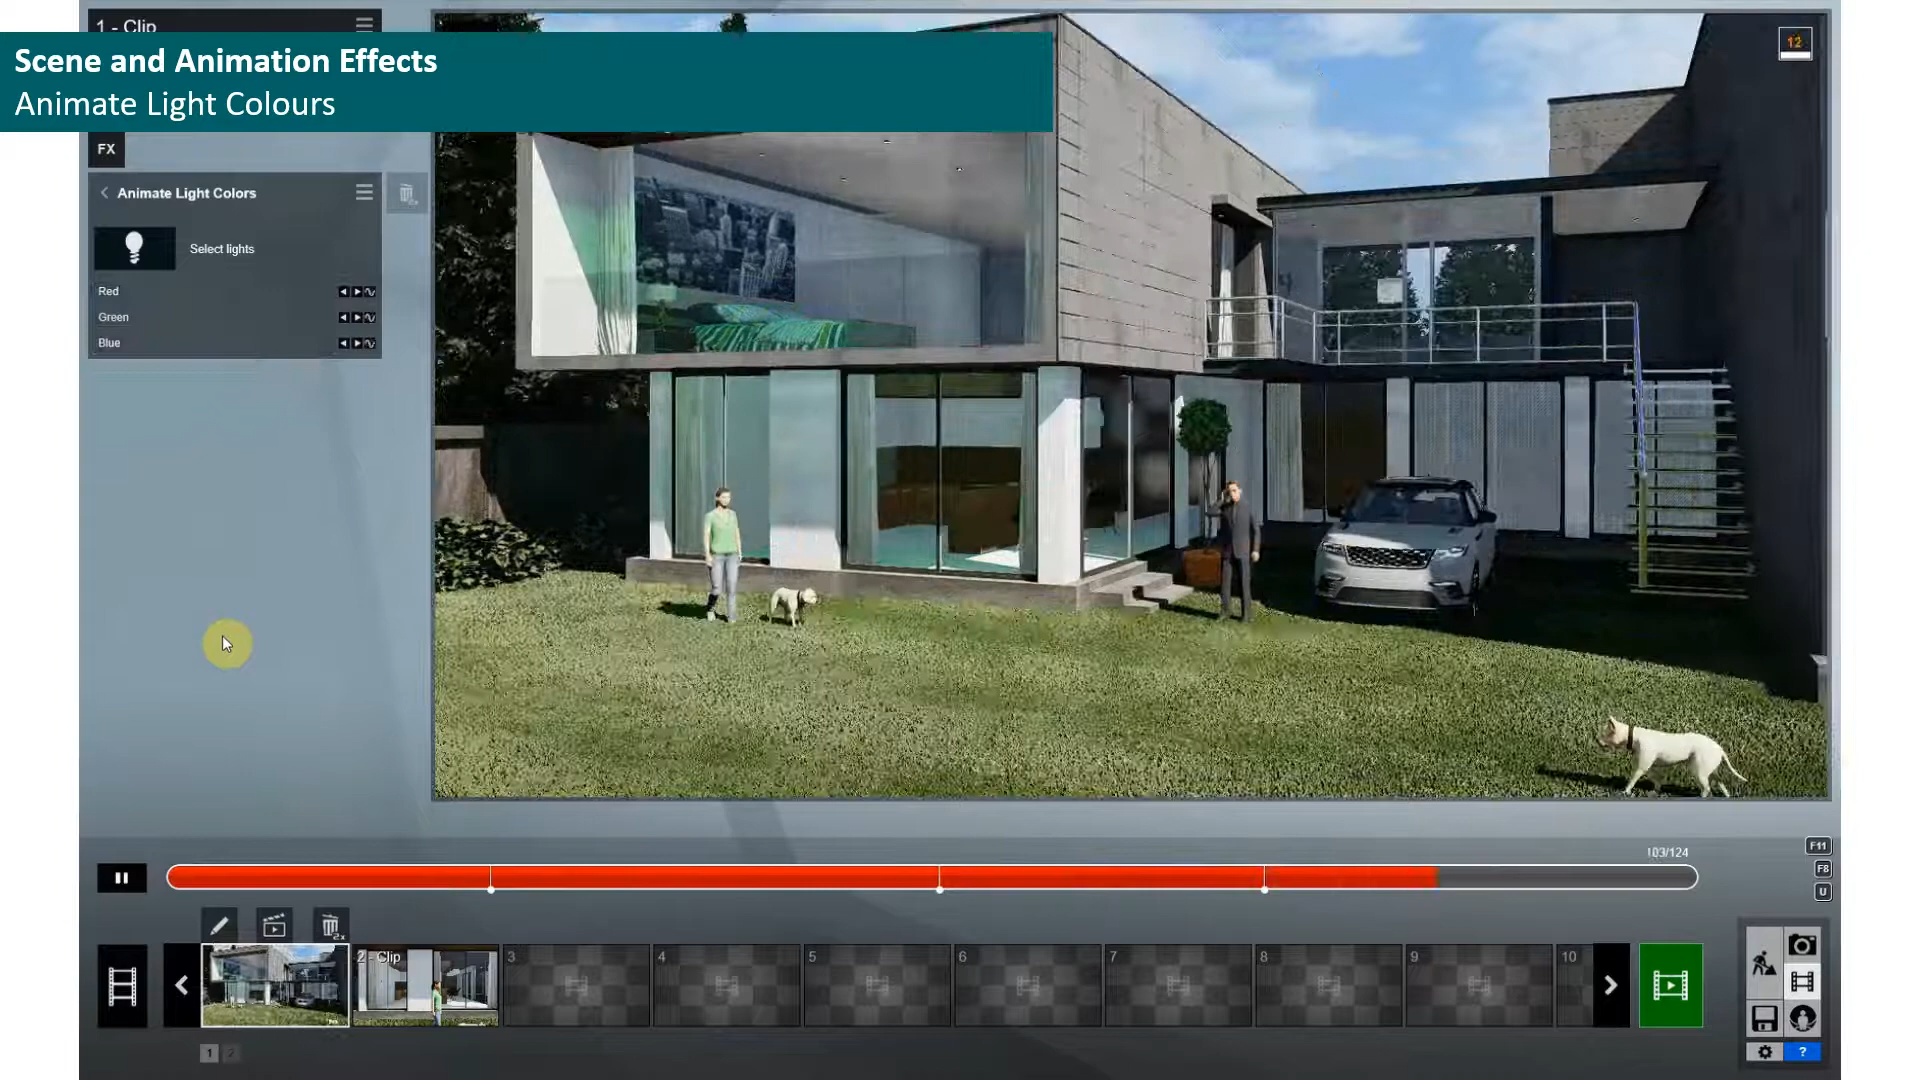 1 - Clip
Scene and Animation Effects
Animate Light Colours
12
FX
Animate Light Colors
Select lights
Red
Green
Blue
103/124
F11
F8
U
2x
2 - Clip
3
4
5
6
7
8
9
10
1
2
?